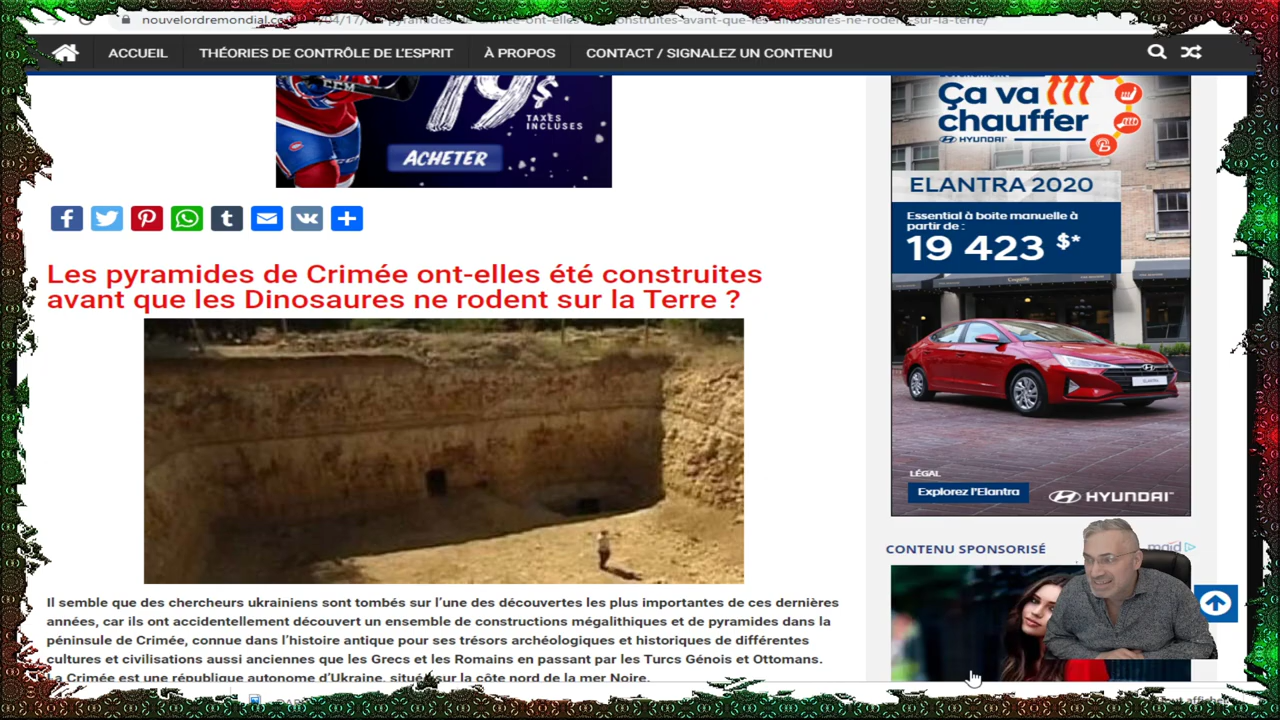 nouvelordremondial.c
ACCUEIL
THÉORIES DE CONTRÔLE DE L'ESPRIT
À PROPOS
CONTACT / SIGNALEZ UN CONTENU
CCM
79$
TAXES
INCLUSES
ACHETER
Les pyramides de Crimée ont-elles été construites
avant que les Dinosaures ne rodent sur la Terre ?
Il semble que des chercheurs ukrainiens sont tombés sur l'une des découvertes les plus importantes de ces dernières
années, car ils ont accidentellement découvert un ensemble de constructions mégalithiques et de pyramides dans la
péninsule de Crimée, connue dans l'histoire antique pour ses trésors archéologiques et historiques de différentes
cultures et civilisations aussi anciennes que les Grecs et les Romains en passant par les Turcs Génois et Ottomans.
La Crimée est une république autonome d'Ukraine, située sur la côte nord de la mer Noire.
Ça va
chauffer
HYUNDAI
ELANTRA 2020
Essential à boite manuelle à
partir de :
19 423 $*
ELANTRA
LÉGAL
Explorez l'Elantra
HYUNDAI
CONTENU SPONSORISÉ